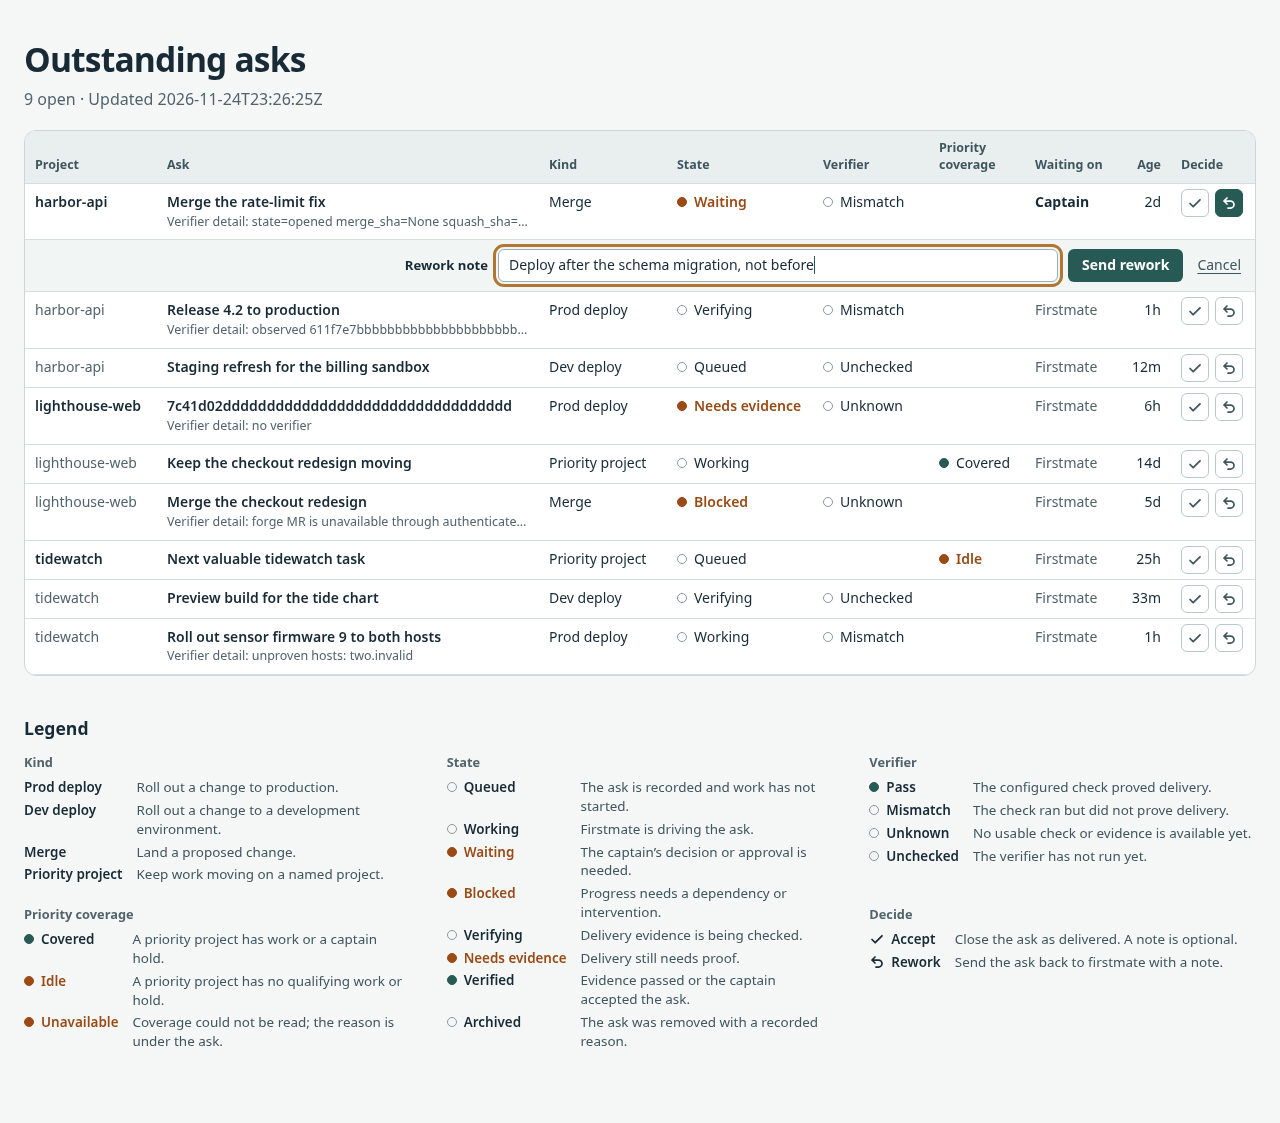 Outstanding asks
9 open · Updated 2026-11-24T23:26:25Z
Project Ask Kind State Verifier Priority coverage Waiting on Age Decide
harbor-api Merge the rate-limit fix Merge Waiting Mismatch Captain 2d
Verifier detail: state=opened merge_sha=None squash_sha=…
Rework note Deploy after the schema migration, not before Send rework Cancel
harbor-api Release 4.2 to production Prod deploy Verifying Mismatch Firstmate 1h
Verifier detail: observed 611f7e7bbbbbbbbbbbbbbbbbbbbb…
harbor-api Staging refresh for the billing sandbox Dev deploy Queued Unchecked Firstmate 12m
lighthouse-web 7c41d02ddddddddddddddddddddddddddddddddd Prod deploy Needs evidence Unknown Firstmate 6h
Verifier detail: no verifier
lighthouse-web Keep the checkout redesign moving Priority project Working Covered Firstmate 14d
lighthouse-web Merge the checkout redesign Merge Blocked Unknown Firstmate 5d
Verifier detail: forge MR is unavailable through authenticate…
tidewatch Next valuable tidewatch task Priority project Queued Idle Firstmate 25h
tidewatch Preview build for the tide chart Dev deploy Verifying Unchecked Firstmate 33m
tidewatch Roll out sensor firmware 9 to both hosts Prod deploy Working Mismatch Firstmate 1h
Verifier detail: unproven hosts: two.invalid
Legend
Kind
Prod deploy Roll out a change to production.
Dev deploy Roll out a change to a development
environment.
Merge Land a proposed change.
Priority project Keep work moving on a named project.
Priority coverage
Covered A priority project has work or a captain
hold.
Idle A priority project has no qualifying work or
hold.
Unavailable Coverage could not be read; the reason is
under the ask.
State
Queued The ask is recorded and work has not
started.
Working Firstmate is driving the ask.
Waiting The captain’s decision or approval is
needed.
Blocked Progress needs a dependency or
intervention.
Verifying Delivery evidence is being checked.
Needs evidence Delivery still needs proof.
Verified Evidence passed or the captain
accepted the ask.
Archived The ask was removed with a recorded
reason.
Verifier
Pass The configured check proved delivery.
Mismatch The check ran but did not prove delivery.
Unknown No usable check or evidence is available yet.
Unchecked The verifier has not run yet.
Decide
Accept Close the ask as delivered. A note is optional.
Rework Send the ask back to firstmate with a note.